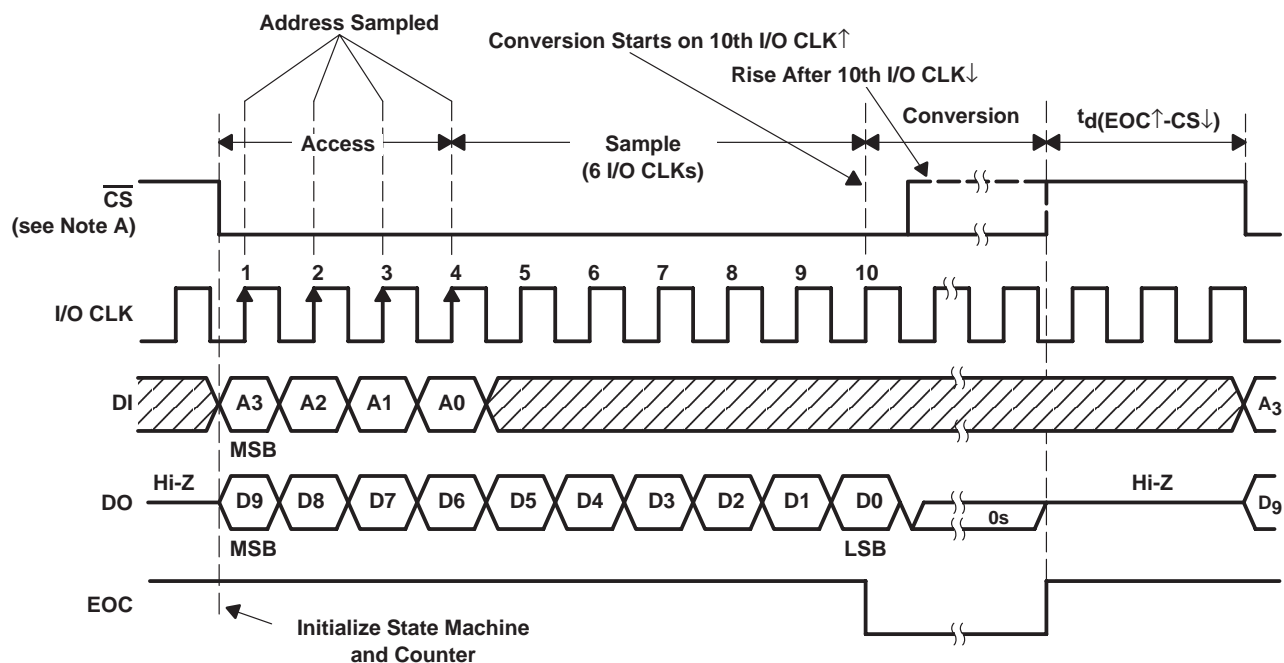 Address Sampled
Conversion Starts on 10th I/O CLK↑
Rise After 10th I/O CLK↓
Access
Sample
(6 I/O CLKs)
Conversion
td(EOC↑-CS↓)
CS
(see Note A)
1 2 3 4 5 6 7 8 9 10
I/O CLK
DI
A3 A2 A1 A0 A3
MSB
Hi-Z
DO
D9 D8 D7 D6 D5 D4 D3 D2 D1 D0 0s Hi-Z D9
MSB LSB
EOC
Initialize State Machine
and Counter